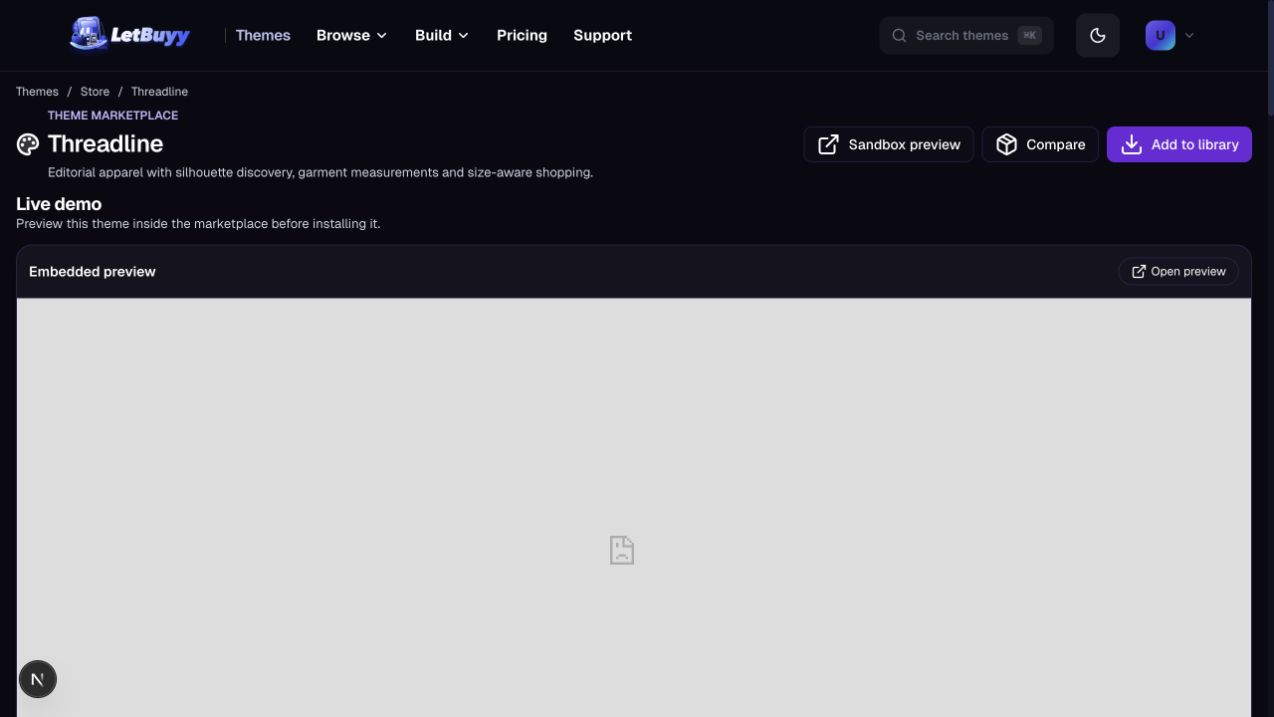 LetBuyy
Themes Browse Build Pricing Support Search themes ⌘K U
Themes / Store / Threadline
THEME MARKETPLACE
Threadline
Sandbox preview Compare Add to library
Editorial apparel with silhouette discovery, garment measurements and size-aware shopping.
Live demo
Preview this theme inside the marketplace before installing it.
Embedded preview Open preview
N